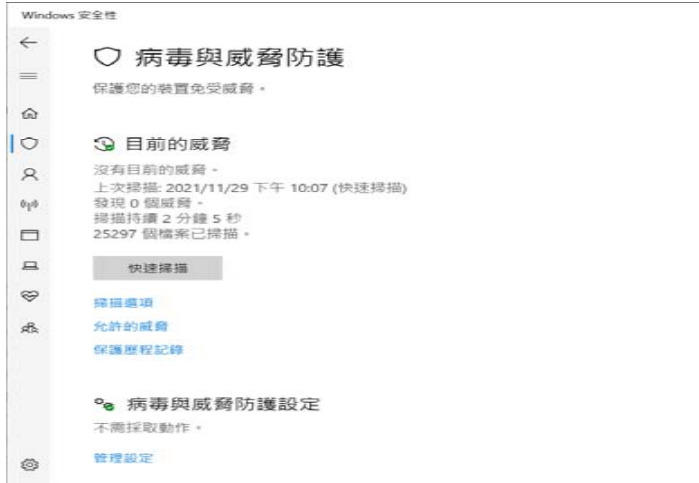 Windows 安全性
病毒與威脅防護
保護您的裝置免受威脅。
目前的威脅
沒有目前的威脅。
上次掃描: 2021/11/29 下午 10:07 (快速掃描)
發現 0 個威脅。
掃描持續 2 分鐘 5 秒
25297 個檔案已掃描。
快速掃描
掃描選項
允許的威脅
保護歷程記錄
病毒與威脅防護設定
不需採取動作。
管理設定